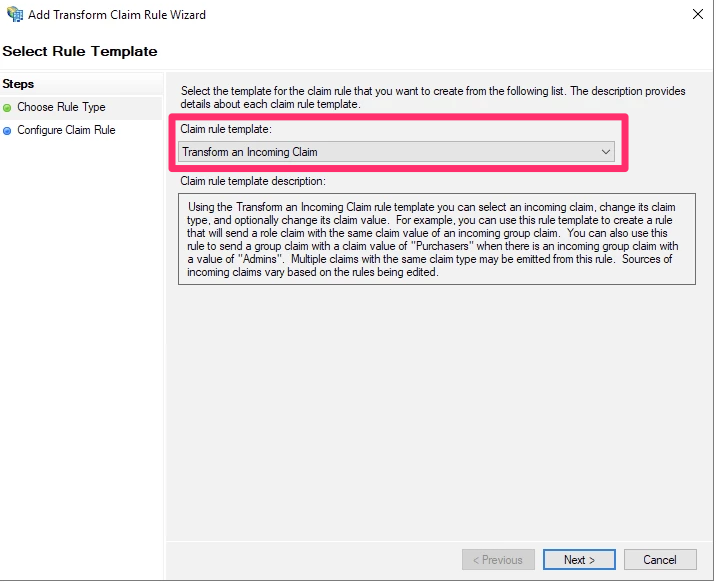 Add Transform Claim Rule Wizard
Select Rule Template
Steps
Choose Rule Type
Configure Claim Rule
Select the template for the claim rule that you want to create from the following list. The description provides
details about each claim rule template.
Claim rule template:
Transform an Incoming Claim
Claim rule template description:
Using the Transform an Incoming Claim rule template you can select an incoming claim, change its claim
type, and optionally change its claim value.  For example, you can use this rule template to create a rule
that will send a role claim with the same claim value of an incoming group claim.  You can also use this
rule to send a group claim with a claim value of "Purchasers" when there is an incoming group claim with
a value of "Admins".  Multiple claims with the same claim type may be emitted from this rule.  Sources of
incoming claims vary based on the rules being edited.
< Previous
Next >
Cancel